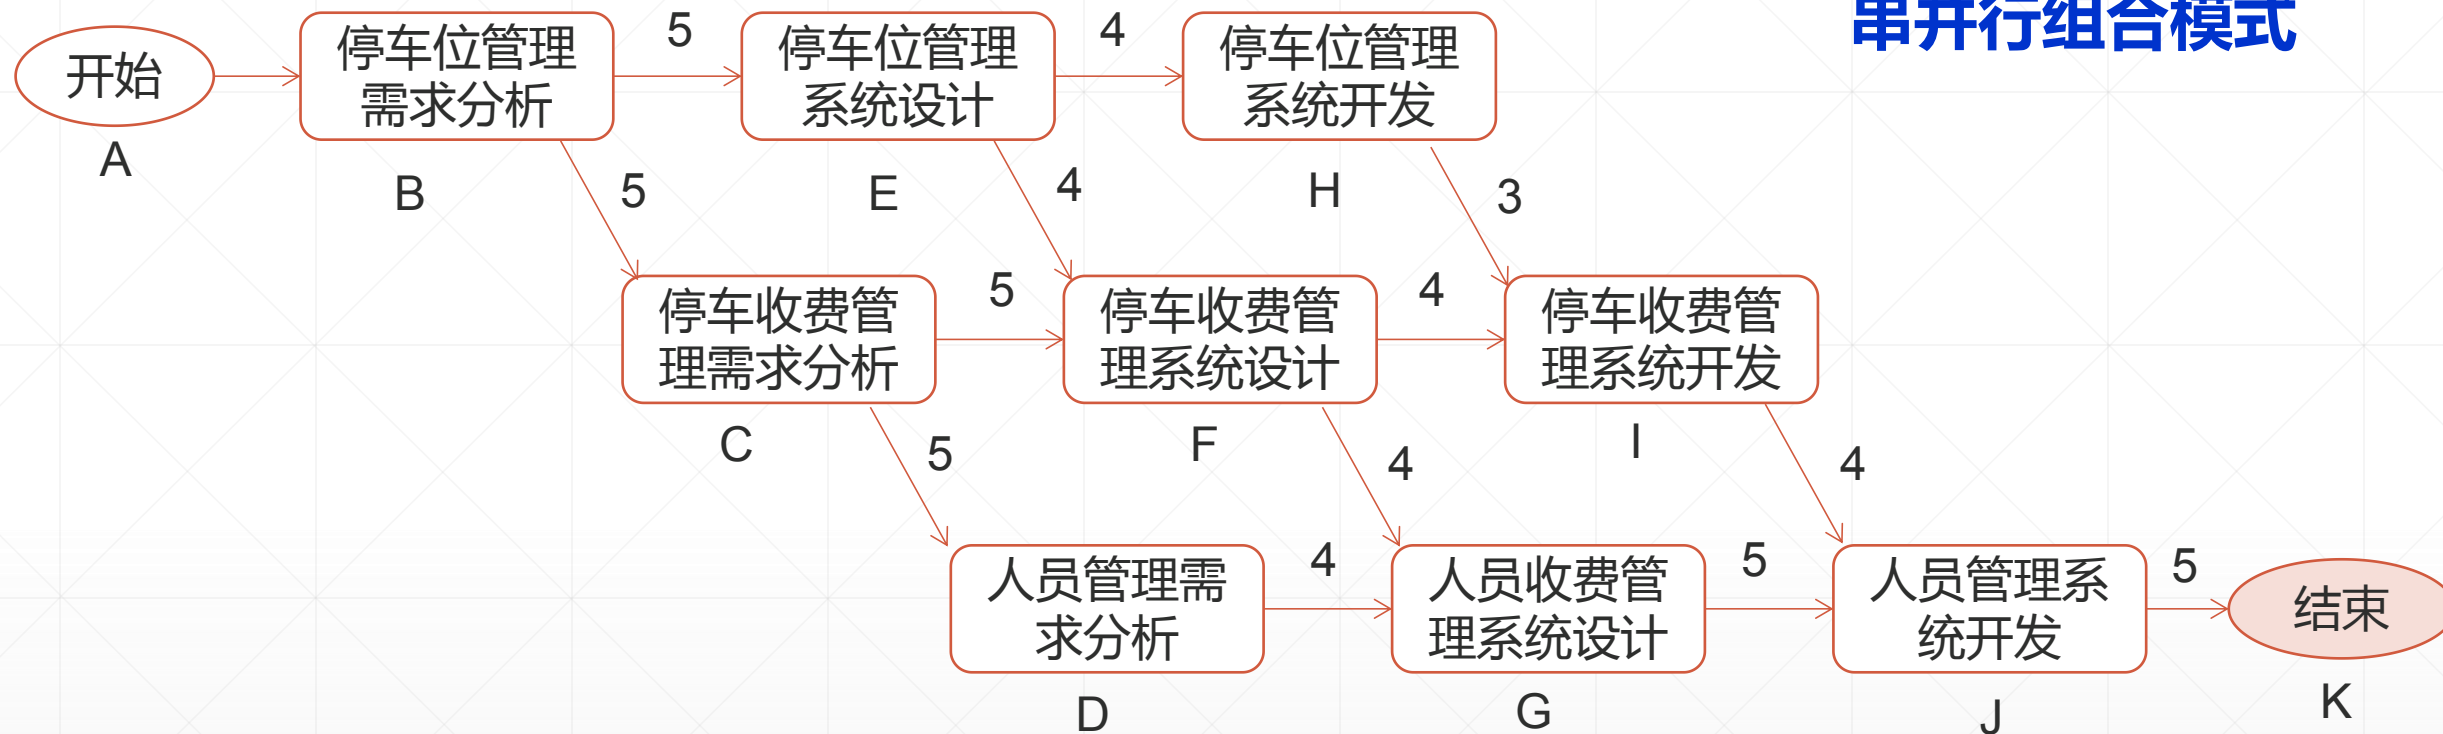 串并行组合模式
开始
A
停车位管理
需求分析
B
5
停车位管理
系统设计
E
4
停车位管理
系统开发
H
5
4
3
停车收费管
理需求分析
C
5
停车收费管
理系统设计
F
4
停车收费管
理系统开发
I
5
4
4
人员管理需
求分析
D
4
人员收费管
理系统设计
G
5
人员管理系
统开发
J
5
结束
K